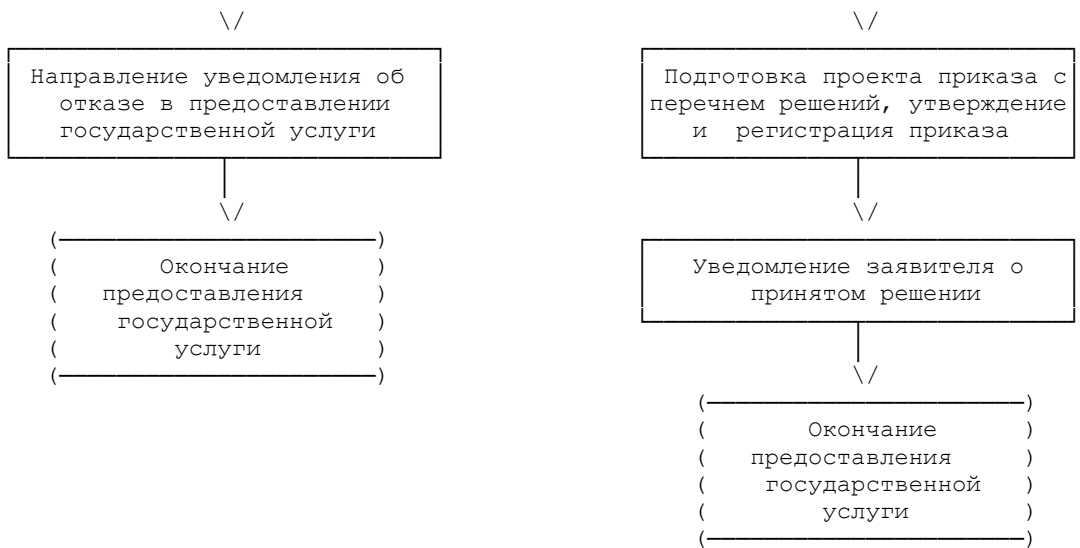 Направление уведомления об
отказе в предоставлении
государственной услуги
Подготовка проекта приказа с
перечнем решений, утверждение
и регистрация приказа
Окончание
предоставления
государственной
услуги
Уведомление заявителя о
принятом решении
Окончание
предоставления
государственной
услуги